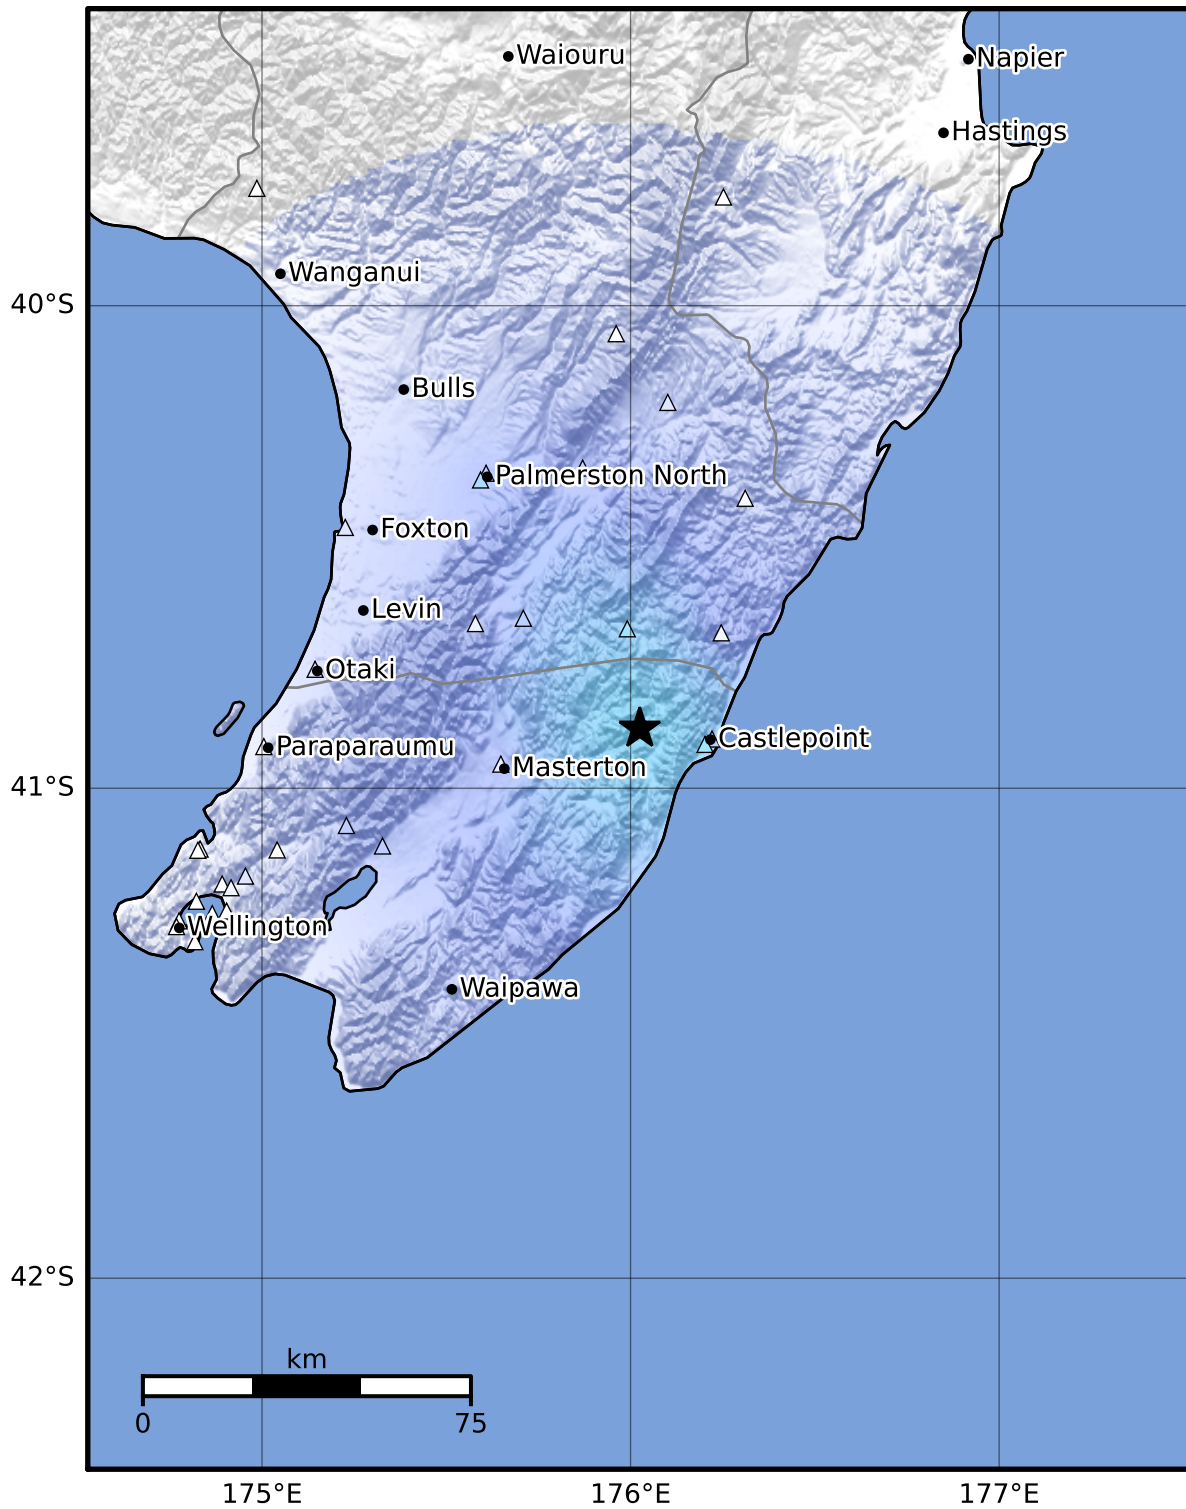 Waiouru
Napier
Hastings
Wanganui
40°S
Bulls
Palmerston North
Foxton
Levin
Otaki
Castlepoint
Paraparaumu
Masterton
41°S
Wellington
Waipawa
42°S
km
0
75
175°E
176°E
177°E